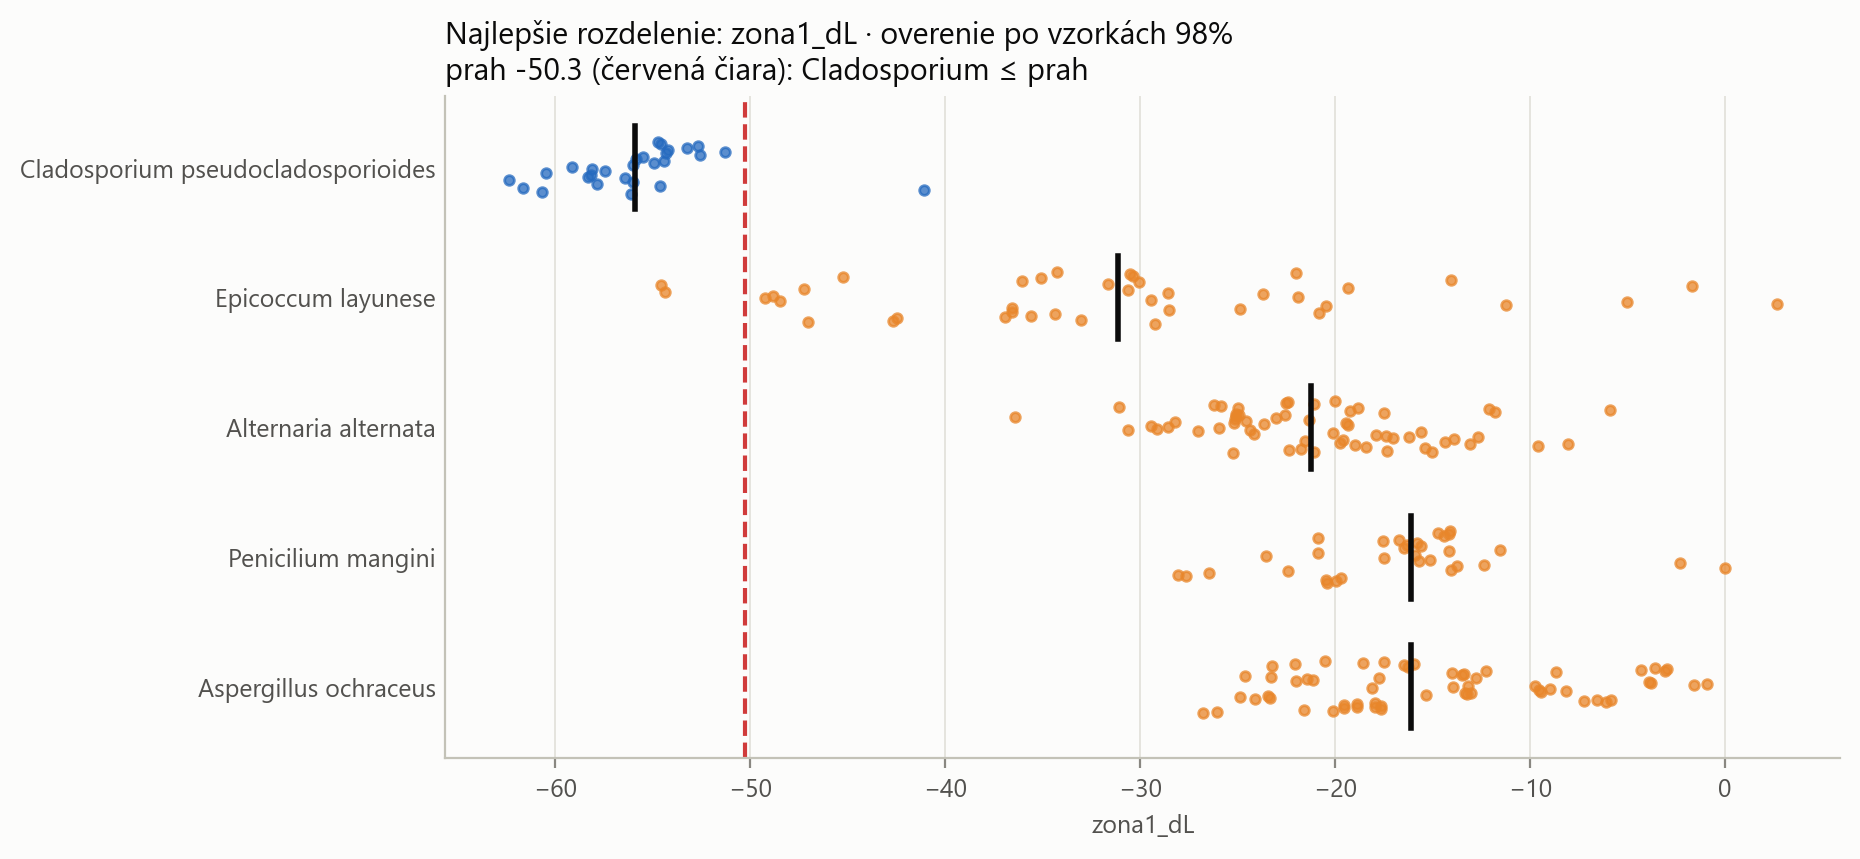 Najlepšie rozdelenie: zona1_dL · overenie po vzorkách 98%
prah -50.3 (červená čiara): Cladosporium ≤ prah
Cladosporium pseudocladosporioides
Epicoccum layunese
Alternaria alternata
Penicilium mangini
Aspergillus ochraceus
−60 −50 −40 −30 −20 −10 0
zona1_dL